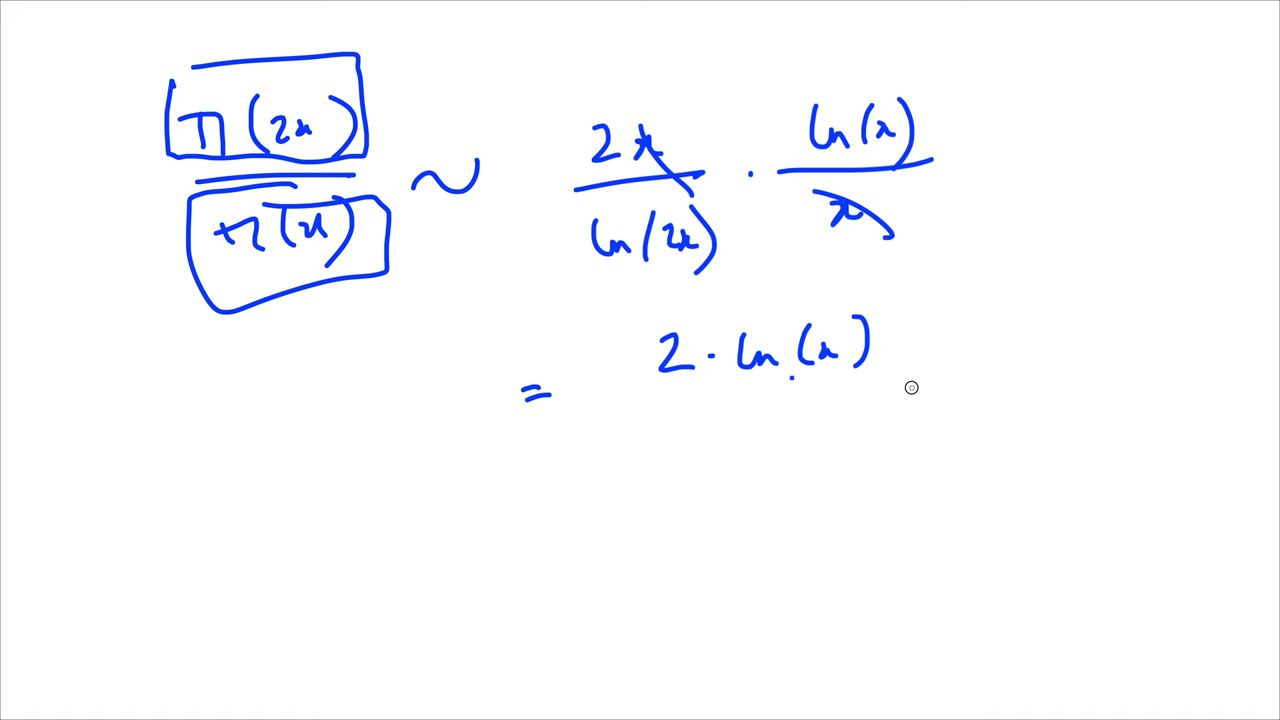 π(2x) / π(x) ~ 2x / ln(2x) · ln(x) / x
= 2 · ln(x)